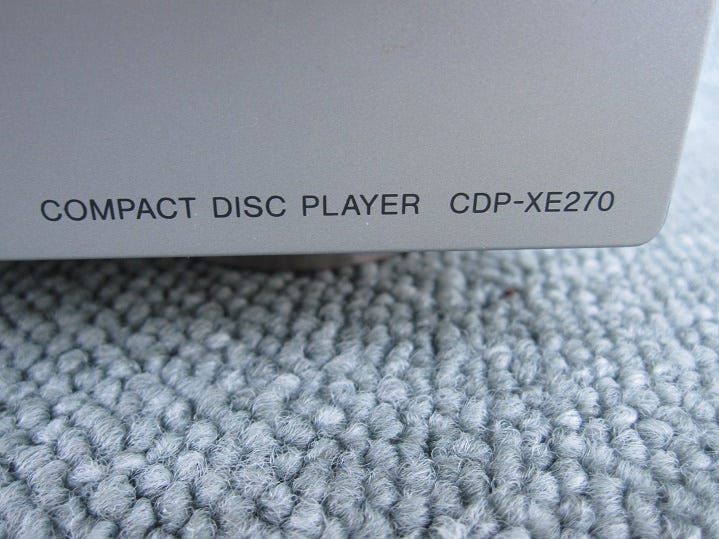 COMPACT DISC PLAYER CDP-XE270